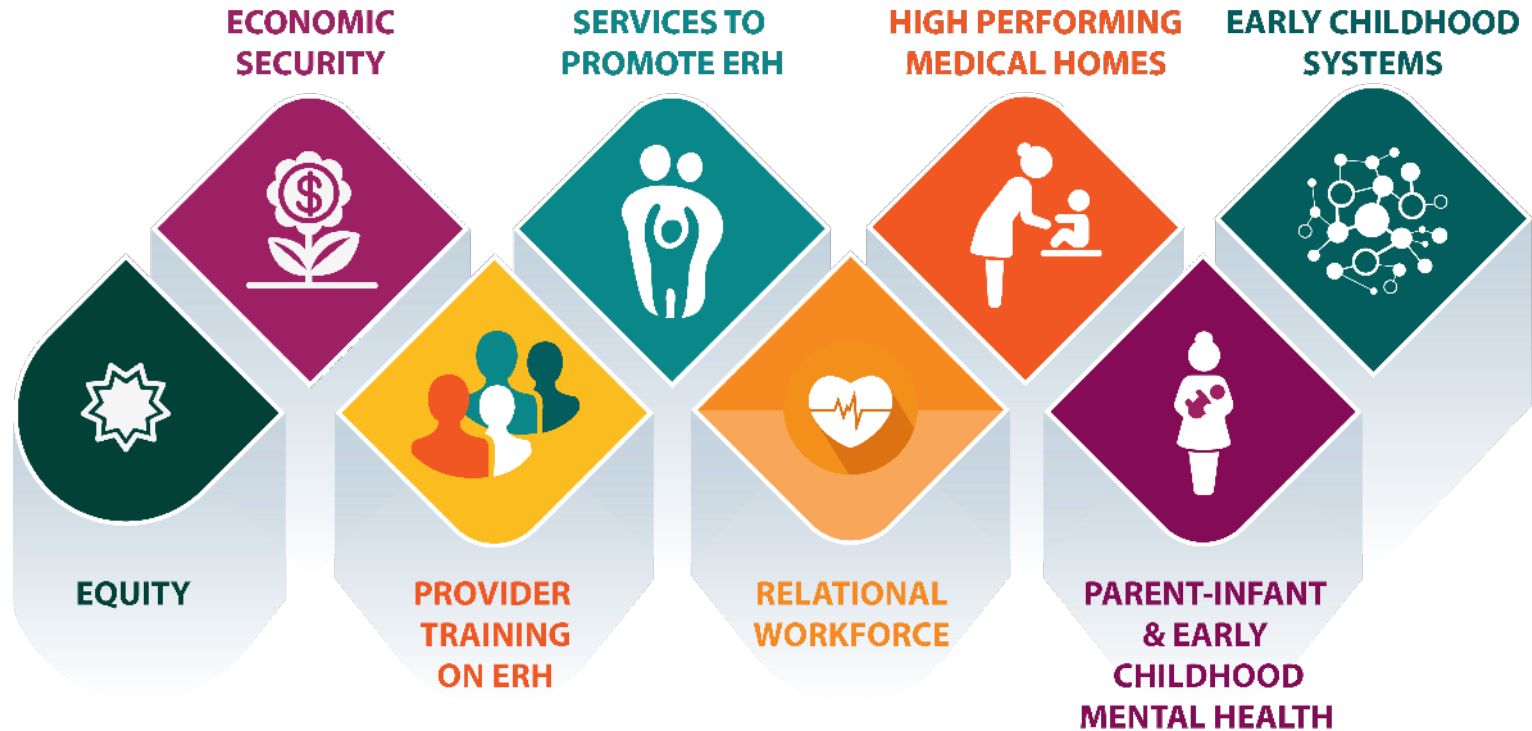 ECONOMIC
SECURITY
SERVICES TO
PROMOTE ERH
HIGH PERFORMING
MEDICAL HOMES
EARLY CHILDHOOD
SYSTEMS
$
EQUITY
PROVIDER
TRAINING
ON ERH
RELATIONAL
WORKFORCE
PARENT-INFANT
& EARLY
CHILDHOOD
MENTAL HEALTH